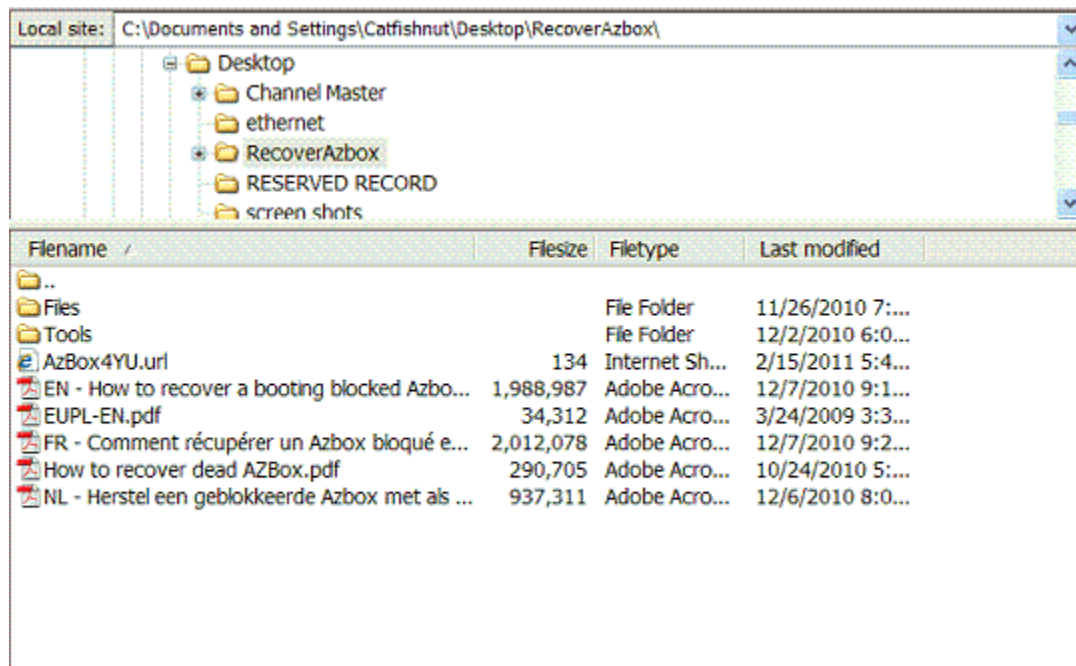 Local site: C:\Documents and Settings\Catfishnut\Desktop\RecoverAzbox\
Desktop
Channel Master
ethernet
RecoverAzbox
RESERVED RECORD
screen shots
Filename / Filesize Filetype Last modified
..
Files File Folder 11/26/2010 7:...
Tools File Folder 12/2/2010 6:0...
AzBox4YU.url 134 Internet Sh... 2/15/2011 5:4...
EN - How to recover a booting blocked Azbo... 1,988,987 Adobe Acro... 12/7/2010 9:1...
EUPL-EN.pdf 34,312 Adobe Acro... 3/24/2009 3:3...
FR - Comment récupérer un Azbox bloqué e... 2,012,078 Adobe Acro... 12/7/2010 9:2...
How to recover dead AZBox.pdf 290,705 Adobe Acro... 10/24/2010 5:...
NL - Herstel een geblokkeerde Azbox met als ... 937,311 Adobe Acro... 12/6/2010 8:0...